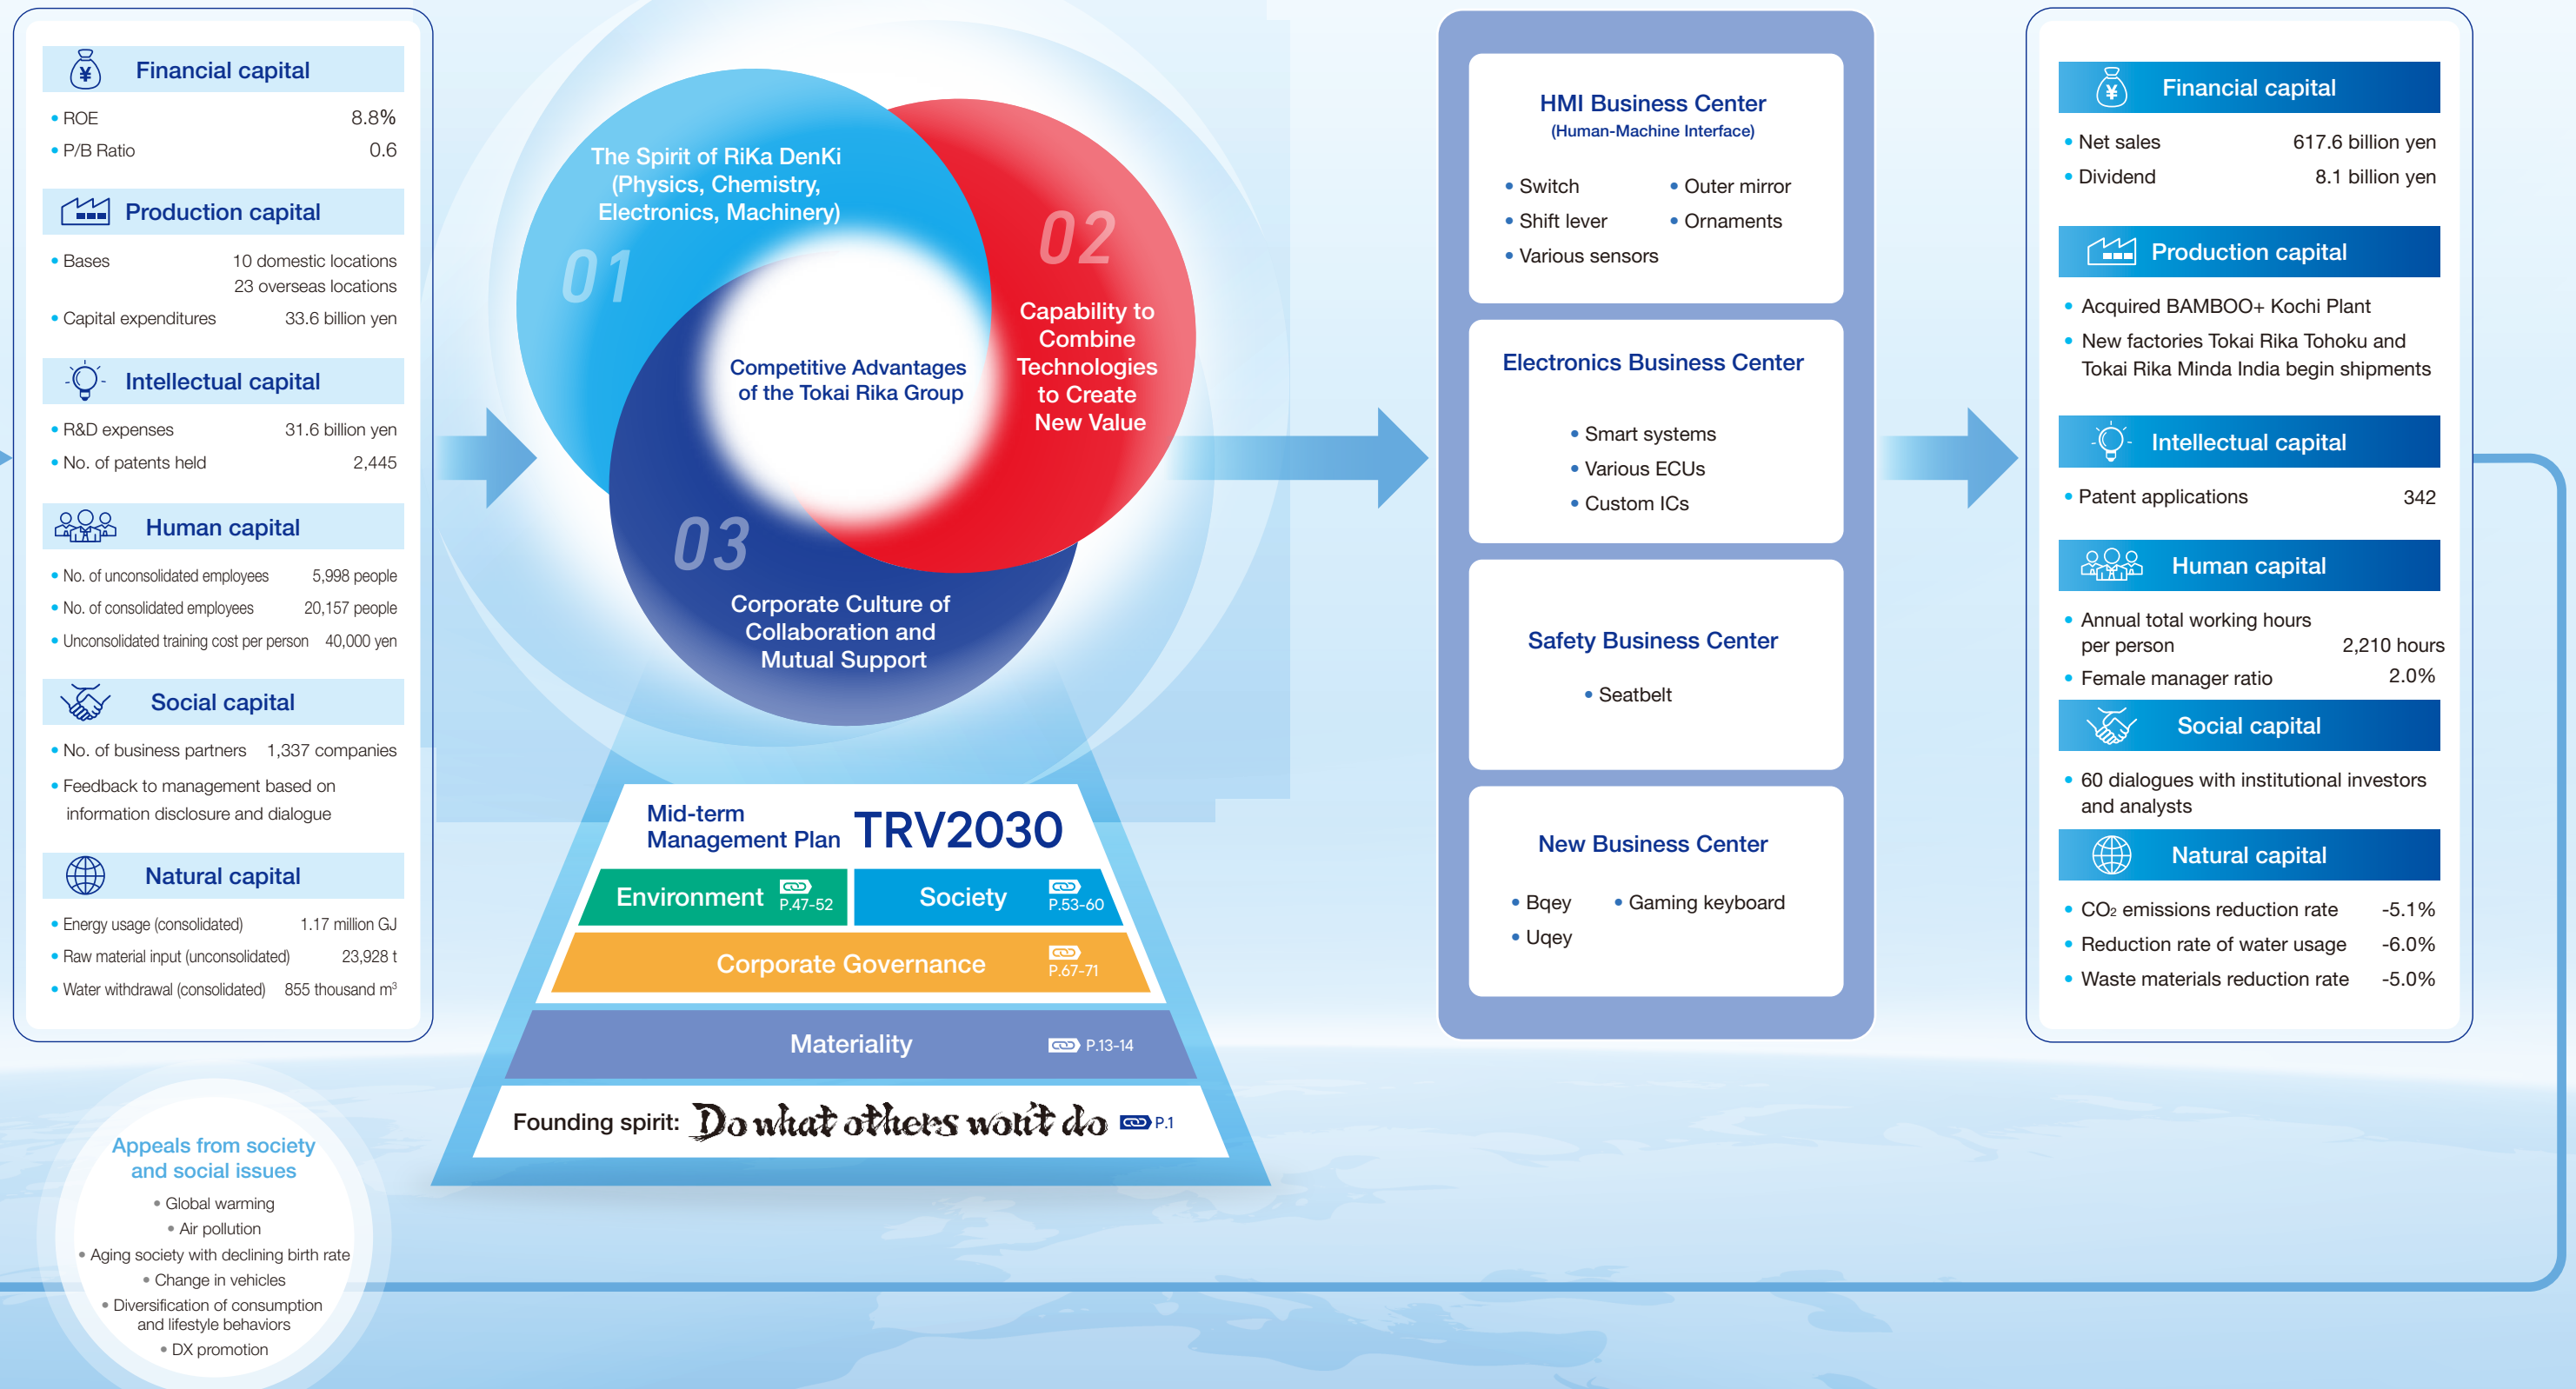 Financial capital
• ROE 8.8%
• P/B Ratio 0.6
Production capital
• Bases 10 domestic locations
23 overseas locations
• Capital expenditures 33.6 billion yen
Intellectual capital
• R&D expenses 31.6 billion yen
• No. of patents held 2,445
Human capital
• No. of unconsolidated employees 5,998 people
• No. of consolidated employees 20,157 people
• Unconsolidated training cost per person 40,000 yen
Social capital
• No. of business partners 1,337 companies
• Feedback to management based on
information disclosure and dialogue
Natural capital
• Energy usage (consolidated) 1.17 million GJ
• Raw material input (unconsolidated) 23,928 t
• Water withdrawal (consolidated) 855 thousand m³
Appeals from society
and social issues
• Global warming
• Air pollution
• Aging society with declining birth rate
• Change in vehicles
• Diversification of consumption
and lifestyle behaviors
• DX promotion
The Spirit of RiKa DenKi
(Physics, Chemistry,
Electronics, Machinery)
01
02
Capability to
Combine
Technologies
to Create
New Value
Competitive Advantages
of the Tokai Rika Group
03
Corporate Culture of
Collaboration and
Mutual Support
Mid-term
Management Plan TRV2030
Environment P.47-52
Society P.53-60
Corporate Governance P.67-71
Materiality P.13-14
Founding spirit: Do what others won't do P.1
HMI Business Center
(Human-Machine Interface)
• Switch • Outer mirror
• Shift lever • Ornaments
• Various sensors
Electronics Business Center
• Smart systems
• Various ECUs
• Custom ICs
Safety Business Center
• Seatbelt
New Business Center
• Bqey • Gaming keyboard
• Uqey
Financial capital
• Net sales 617.6 billion yen
• Dividend 8.1 billion yen
Production capital
• Acquired BAMBOO+ Kochi Plant
• New factories Tokai Rika Tohoku and
Tokai Rika Minda India begin shipments
Intellectual capital
• Patent applications 342
Human capital
• Annual total working hours
per person 2,210 hours
• Female manager ratio 2.0%
Social capital
• 60 dialogues with institutional investors
and analysts
Natural capital
• CO₂ emissions reduction rate -5.1%
• Reduction rate of water usage -6.0%
• Waste materials reduction rate -5.0%